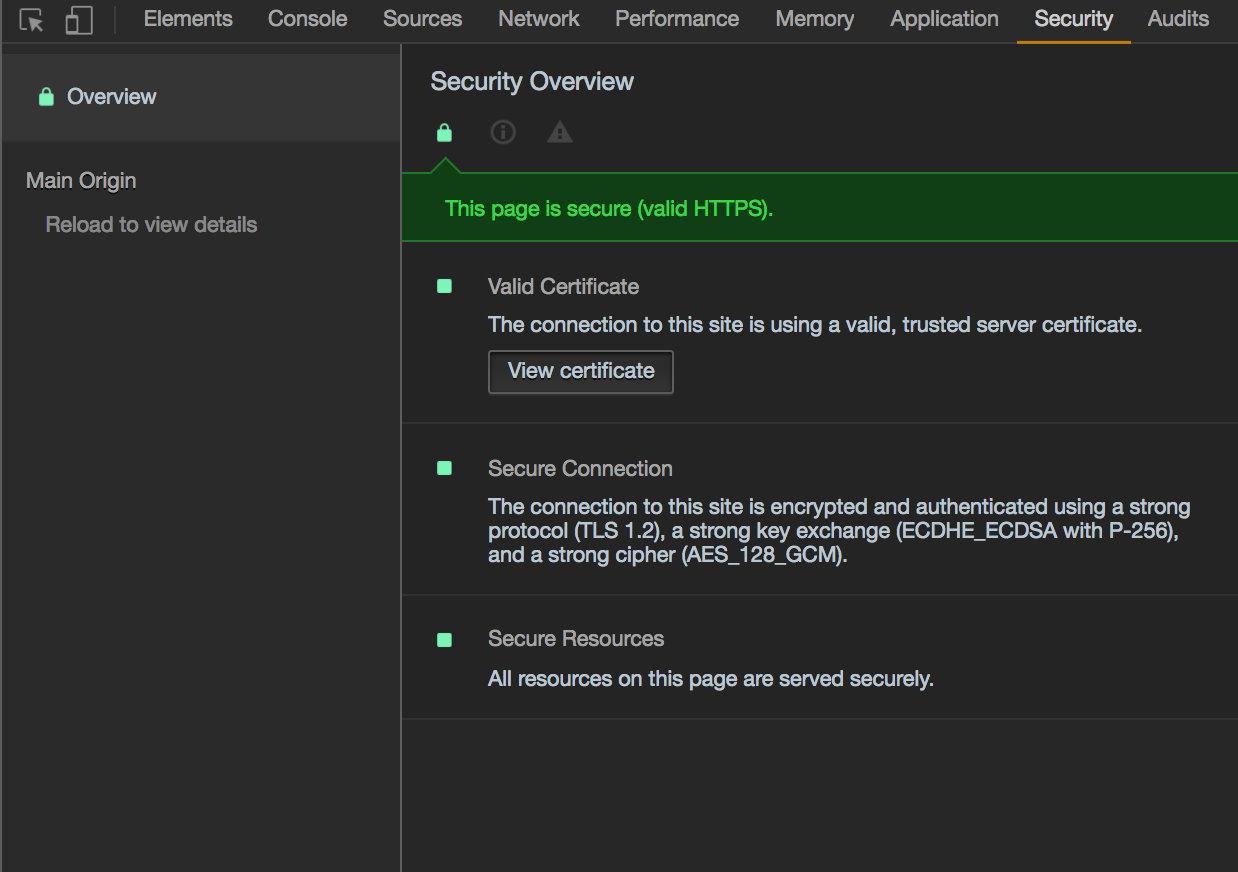 Elements Console Sources Network Performance Memory Application Security Audits
Overview
Main Origin
Reload to view details
Security Overview
This page is secure (valid HTTPS).
Valid Certificate
The connection to this site is using a valid, trusted server certificate.
View certificate
Secure Connection
The connection to this site is encrypted and authenticated using a strong
protocol (TLS 1.2), a strong key exchange (ECDHE_ECDSA with P-256),
and a strong cipher (AES_128_GCM).
Secure Resources
All resources on this page are served securely.